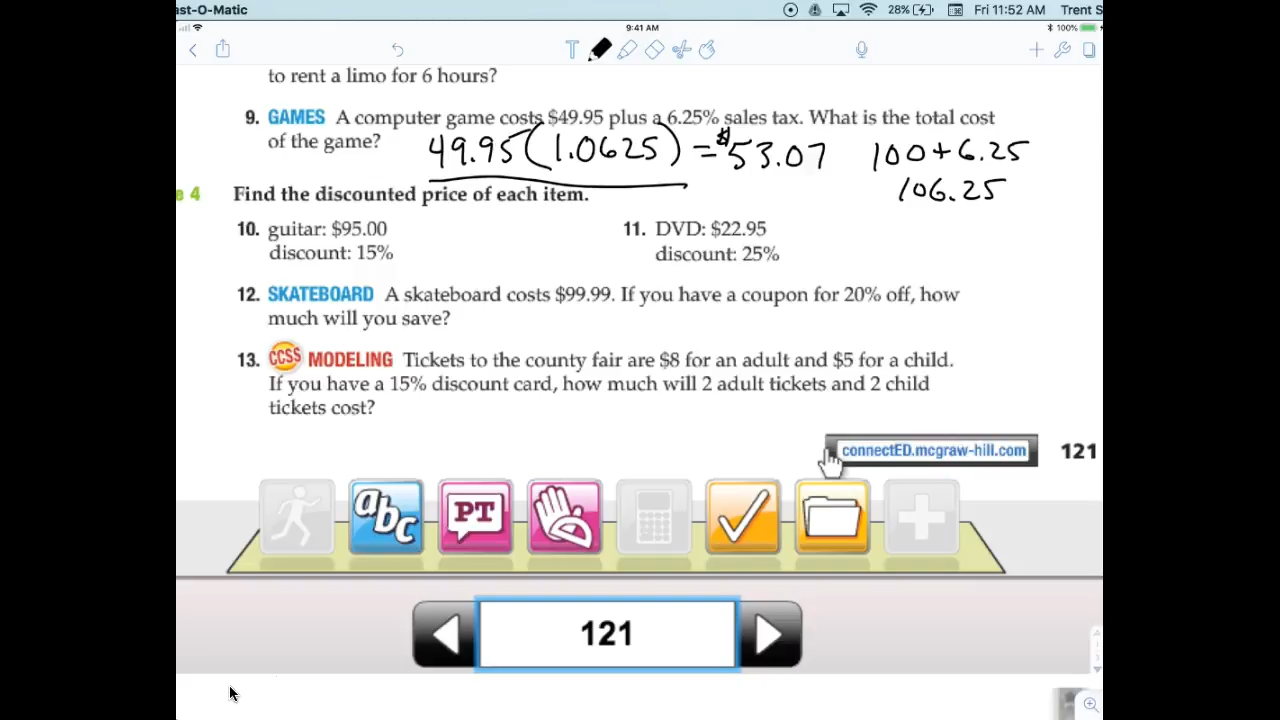 ast-O-Matic 28% Fri 11:52 AM Trent S
9:41 AM 100%
to rent a limo for 6 hours?
9. GAMES A computer game costs $49.95 plus a 6.25% sales tax. What is the total cost
of the game?
49.95(1.0625) = $53.07 100+6.25
106.25
e 4 Find the discounted price of each item.
10. guitar: $95.00 11. DVD: $22.95
discount: 15% discount: 25%
12. SKATEBOARD A skateboard costs $99.99. If you have a coupon for 20% off, how
much will you save?
13. CCSS MODELING Tickets to the county fair are $8 for an adult and $5 for a child.
If you have a 15% discount card, how much will 2 adult tickets and 2 child
tickets cost?
connectED.mcgraw-hill.com 121
abc PT
121